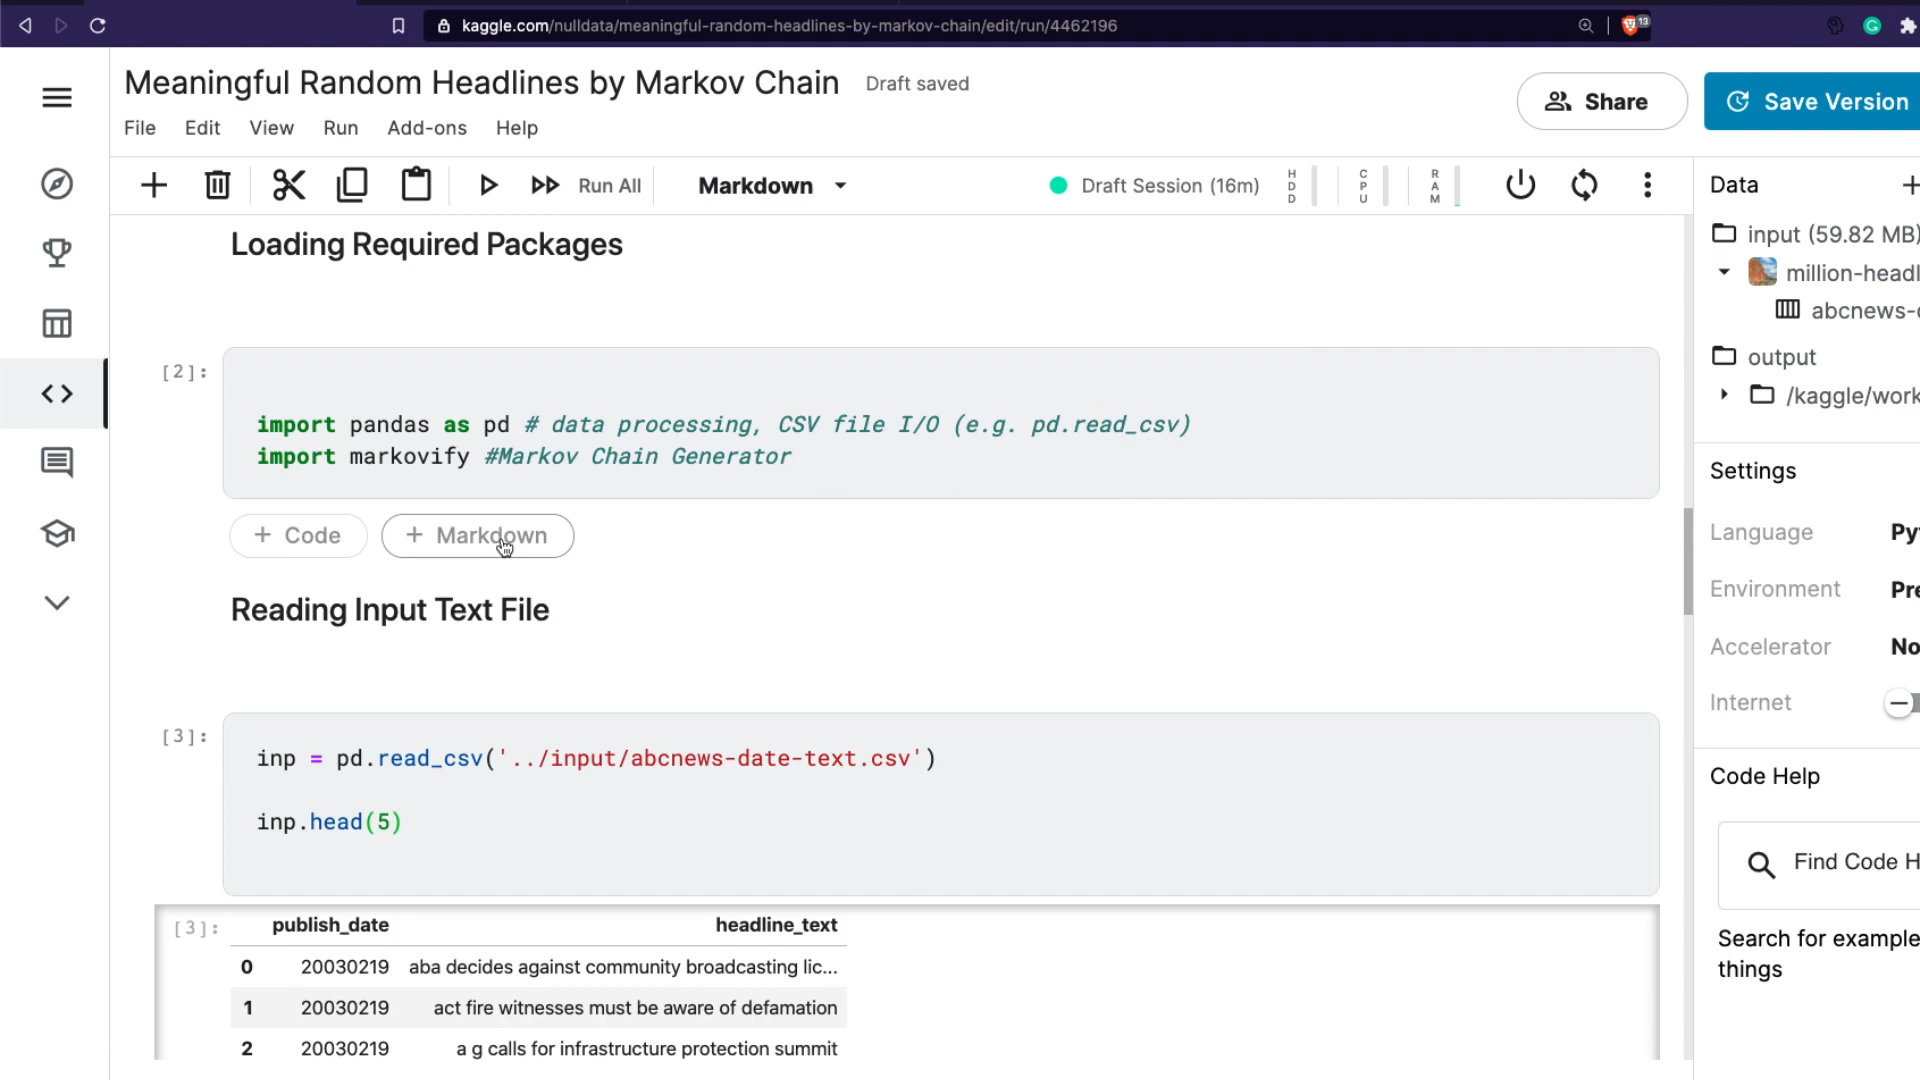 kaggle.com/nulldata/meaningful-random-headlines-by-markov-chain/edit/run/4462196
13
Meaningful Random Headlines by Markov Chain Draft saved
Share
Save Version
File Edit View Run Add-ons Help
Run All
Markdown
Draft Session (16m)
HDD
CPU
RAM
Data
input (59.82 MB)
million-headl
abcnews-
output
/kaggle/work
Settings
Language Py
Environment Pre
Accelerator No
Internet
Code Help
Find Code H
Search for example
things
Loading Required Packages
[2]:
import pandas as pd # data processing, CSV file I/O (e.g. pd.read_csv)
import markovify #Markov Chain Generator
+ Code + Markdown
Reading Input Text File
[3]:
inp = pd.read_csv('../input/abcnews-date-text.csv')
inp.head(5)
[3]:
publish_date headline_text
0 20030219 aba decides against community broadcasting lic...
1 20030219 act fire witnesses must be aware of defamation
2 20030219 a g calls for infrastructure protection summit